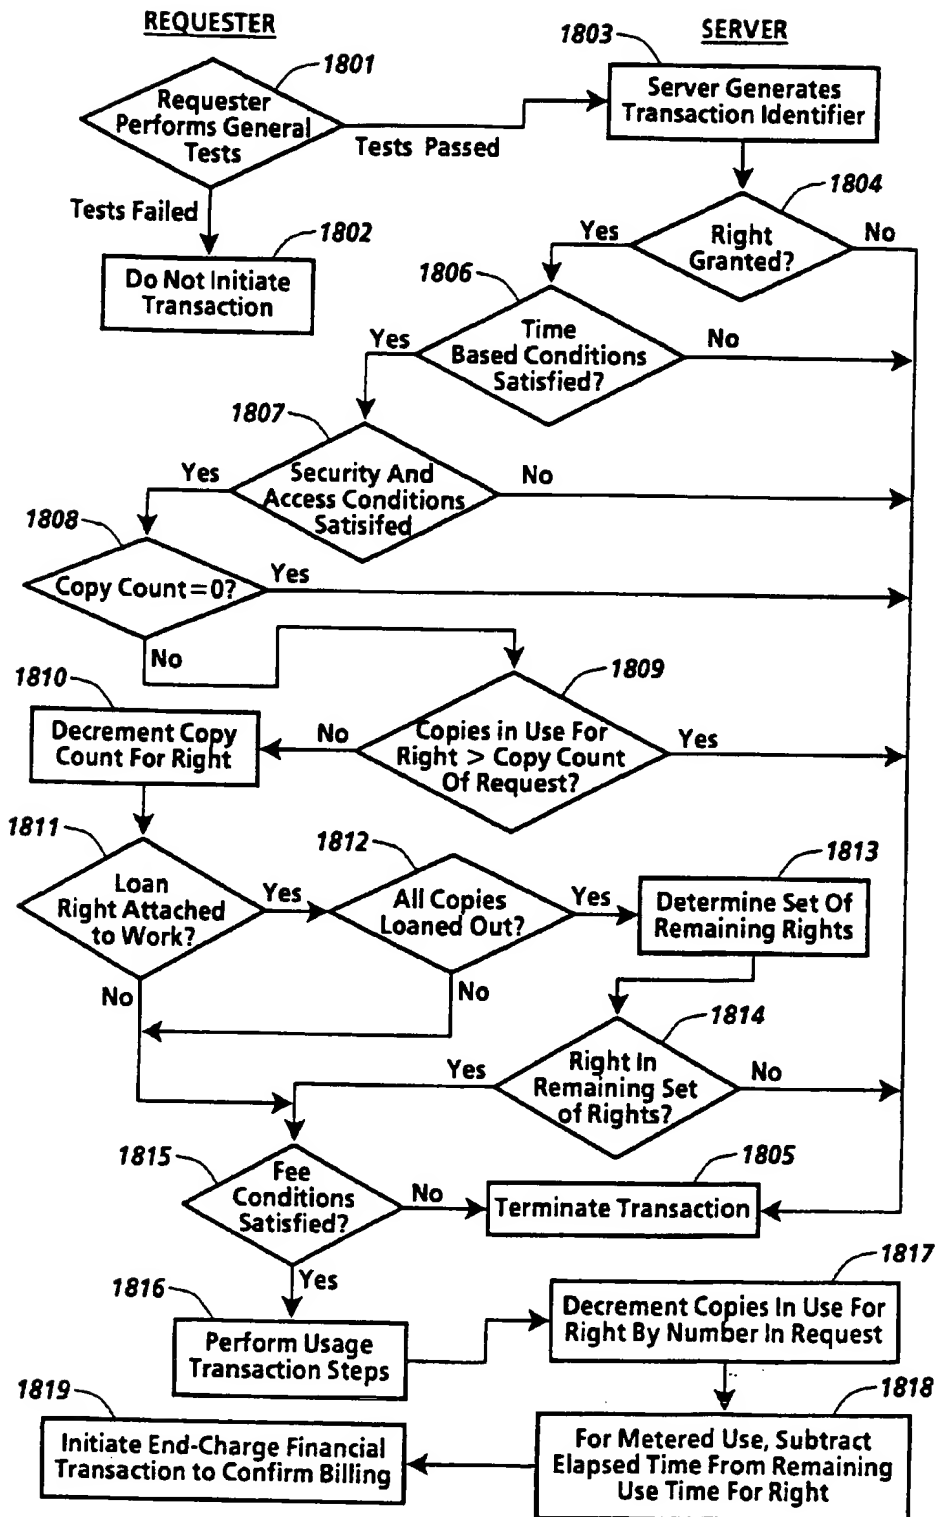 REQUESTER
SERVER
1801
1803
Requester
Performs General
Tests
Tests Passed
Server Generates
Transaction Identifier
Tests Failed
1802
Do Not Initiate
Transaction
1804
Right
Granted?
Yes
No
1806
Time
Based Conditions
Satisfied?
Yes
No
1807
Security And
Access Conditions
Satisifed
Yes
No
1808
Copy Count=0?
Yes
No
1809
Copies in Use For
Right > Copy Count
Of Request?
No
Yes
1810
Decrement Copy
Count For Right
1811
Loan
Right Attached
to Work?
Yes
No
1812
All Copies
Loaned Out?
Yes
No
1813
Determine Set Of
Remaining Rights
1814
Right In
Remaining Set
of Rights?
Yes
No
1815
Fee
Conditions
Satisfied?
No
Yes
1805
Terminate Transaction
1816
Perform Usage
Transaction Steps
1817
Decrement Copies In Use For
Right By Number In Request
1818
For Metered Use, Subtract
Elapsed Time From Remaining
Use Time For Right
1819
Initiate End-Charge Financial
Transaction to Confirm Billing